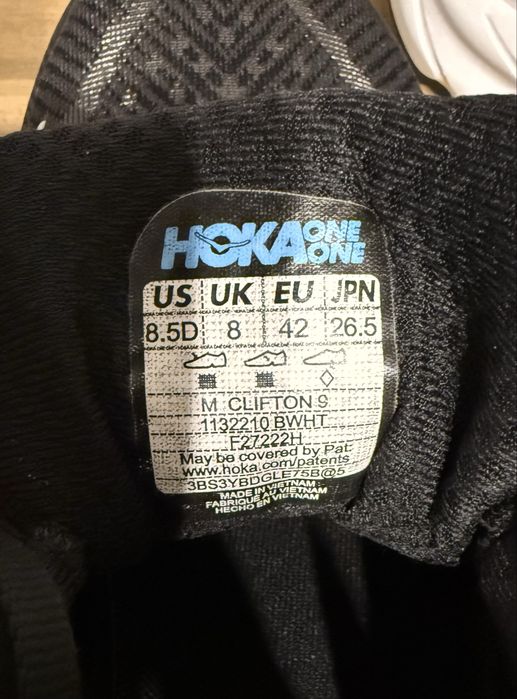 HOKA ONE ONE
US UK EU JPN
8.5D 8 42 26.5
M CLIFTON 9
1132210 BWHT
F27222H
May be covered by Pat.
www.hoka.com/patents
3BS3YBDGLE75B@5
MADE IN VIETNAM
FABRIQUÉ AU VIETNAM
HECHO EN VIETNAM